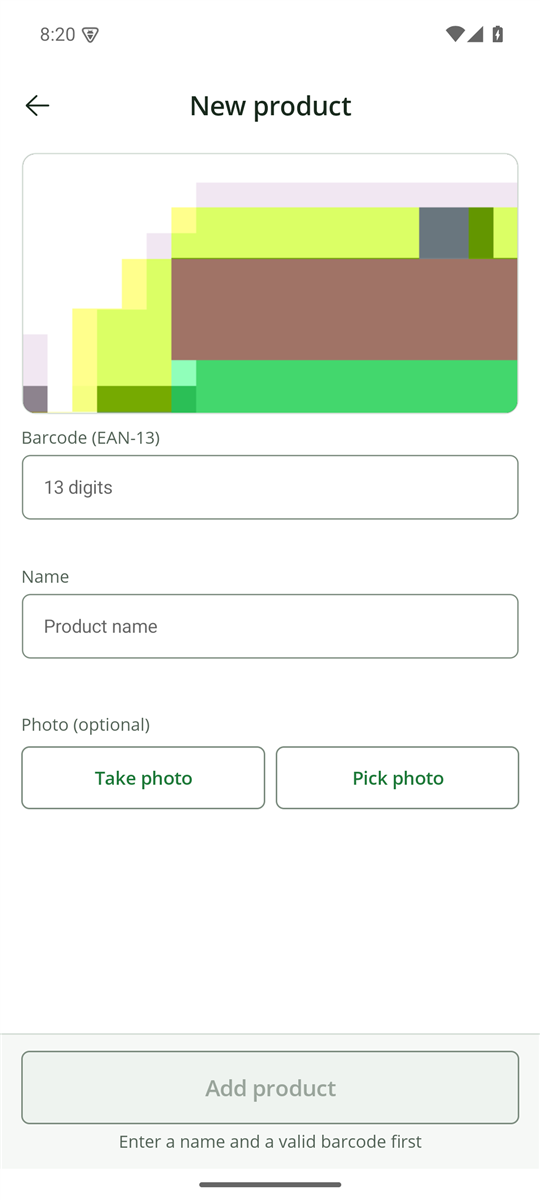 8:20
New product
Barcode (EAN-13)
13 digits
Name
Product name
Photo (optional)
Take photo
Pick photo
Add product
Enter a name and a valid barcode first